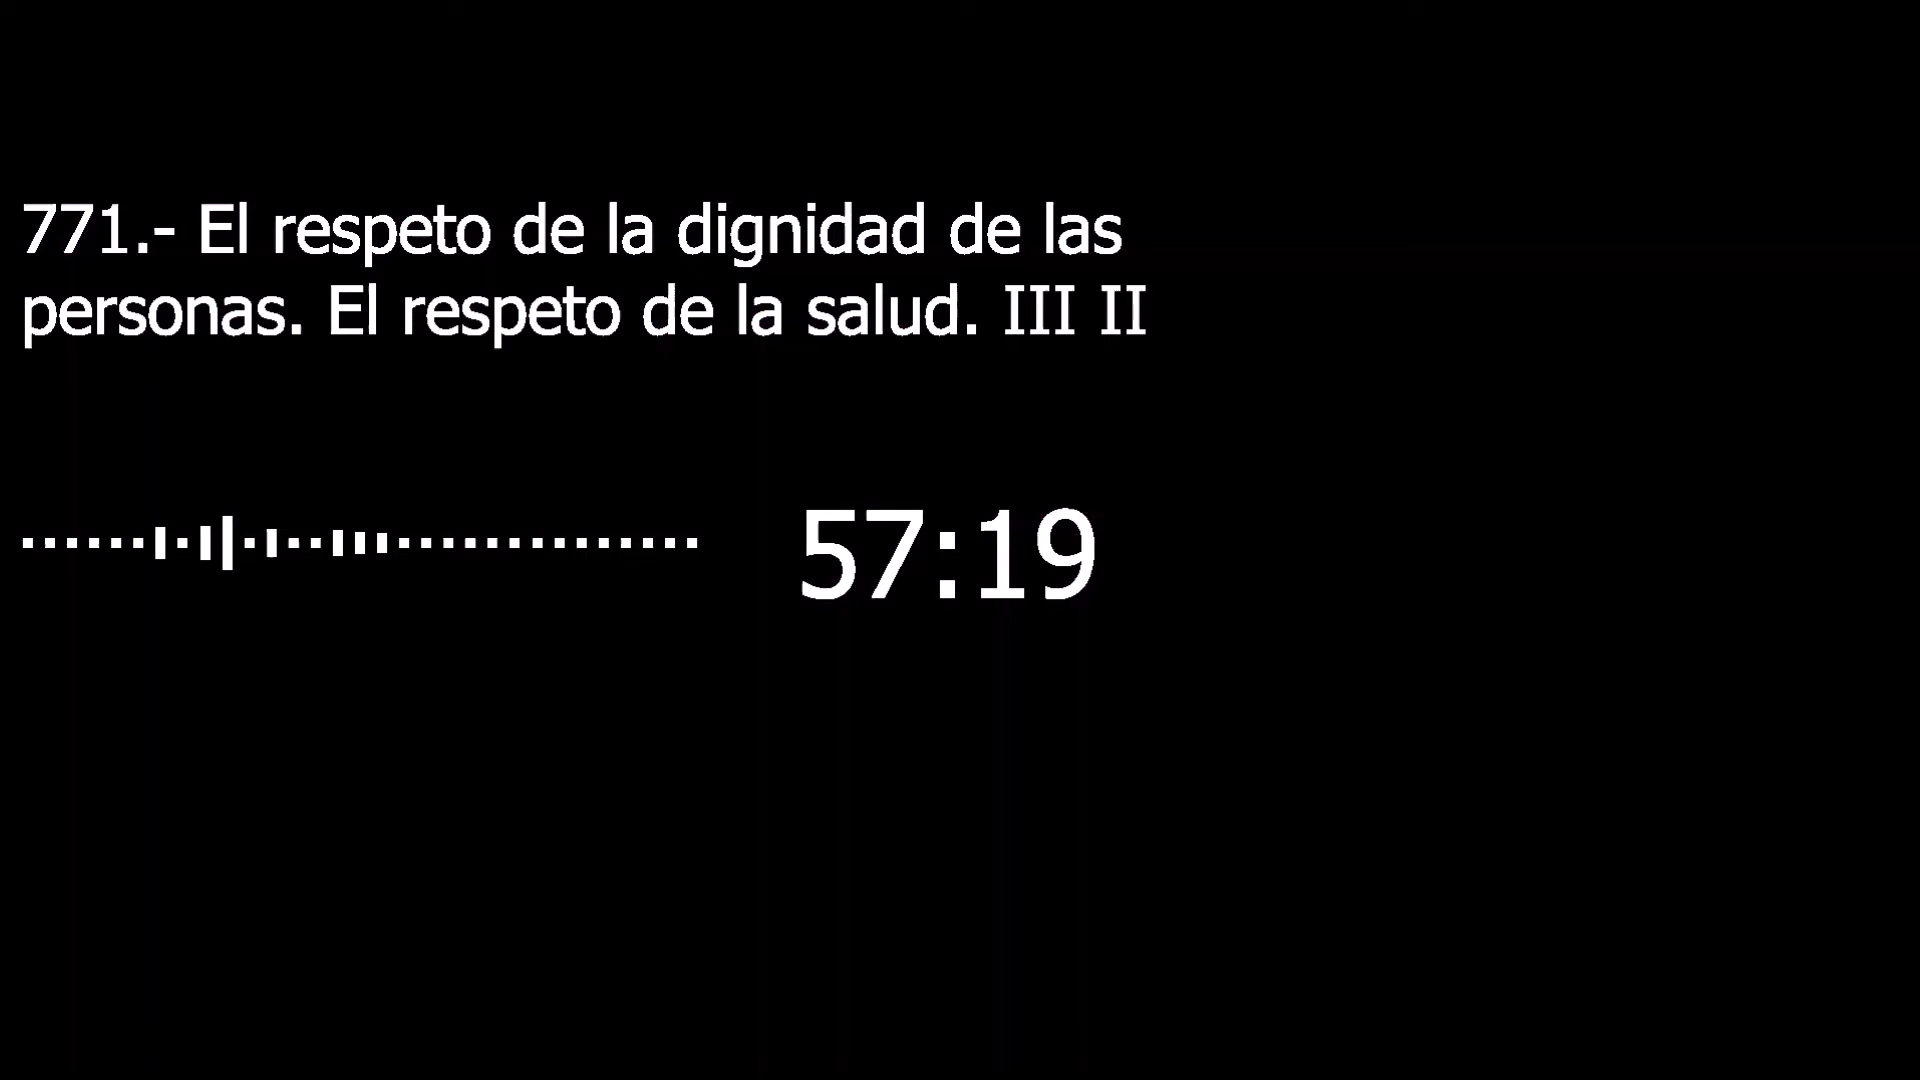 771.- El respeto de la dignidad de las
personas. El respeto de la salud. III II
57:19